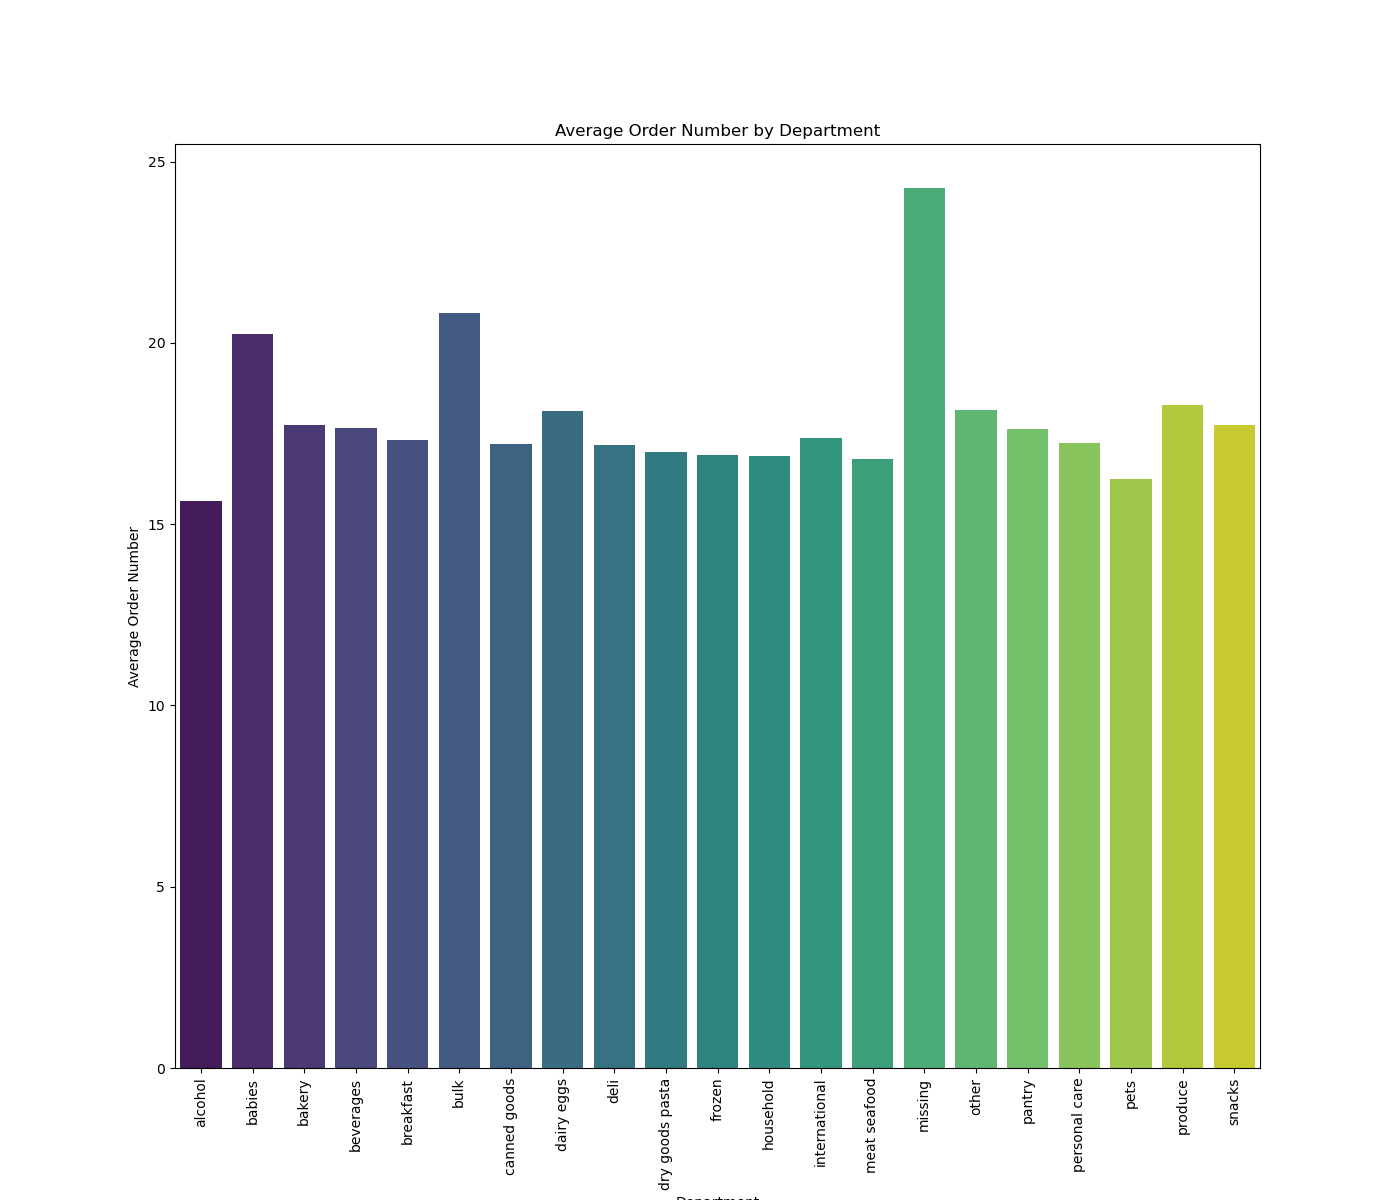 Average Order Number by Department
25
20
15
10
5
0
Average Order Number
alcohol
babies
bakery
beverages
breakfast
bulk
canned goods
dairy eggs
deli
dry goods pasta
frozen
household
international
meat seafood
missing
other
pantry
personal care
pets
produce
snacks